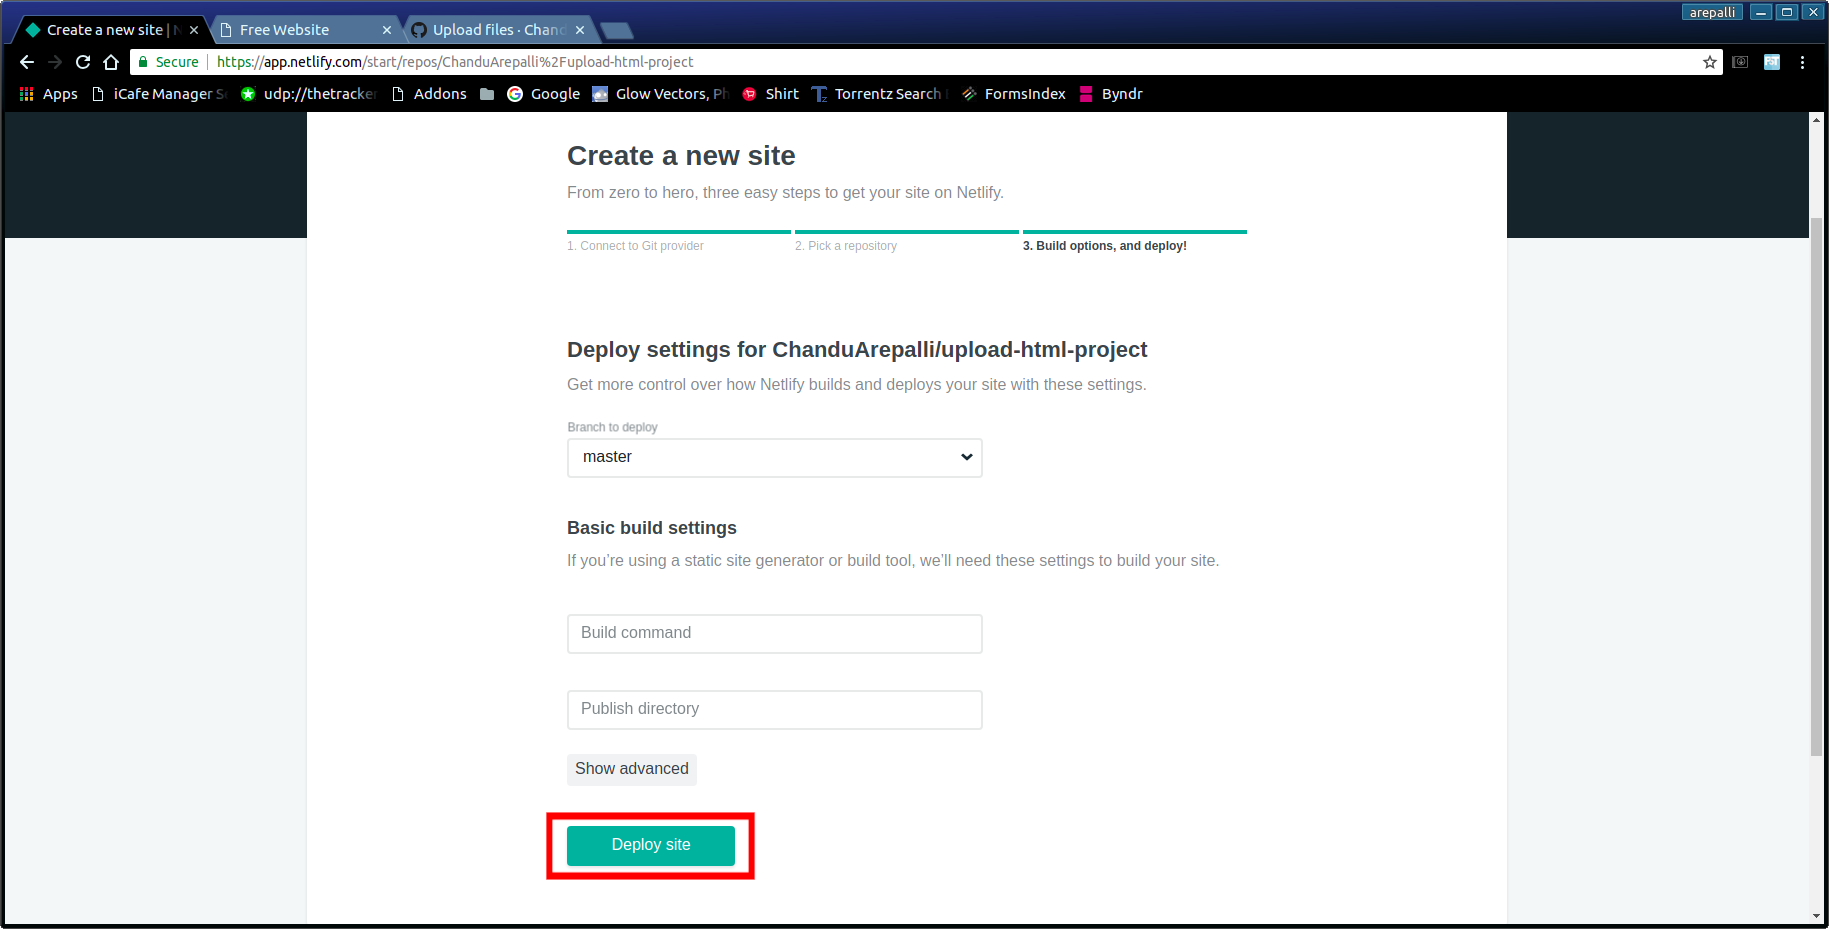 arepalli
Create a new site | N
Free Website
Upload files · Chand
Secure
https://app.netlify.com/start/repos/ChanduArepalli%2Fupload-html-project
Apps
iCafe Manager S
udp://thetracker
Addons
Google
Glow Vectors, Ph
Shirt
Torrentz Search
FormsIndex
Byndr
Create a new site
From zero to hero, three easy steps to get your site on Netlify.
1. Connect to Git provider
2. Pick a repository
3. Build options, and deploy!
Deploy settings for ChanduArepalli/upload-html-project
Get more control over how Netlify builds and deploys your site with these settings.
Branch to deploy
master
Basic build settings
If you’re using a static site generator or build tool, we’ll need these settings to build your site.
Build command
Publish directory
Show advanced
Deploy site